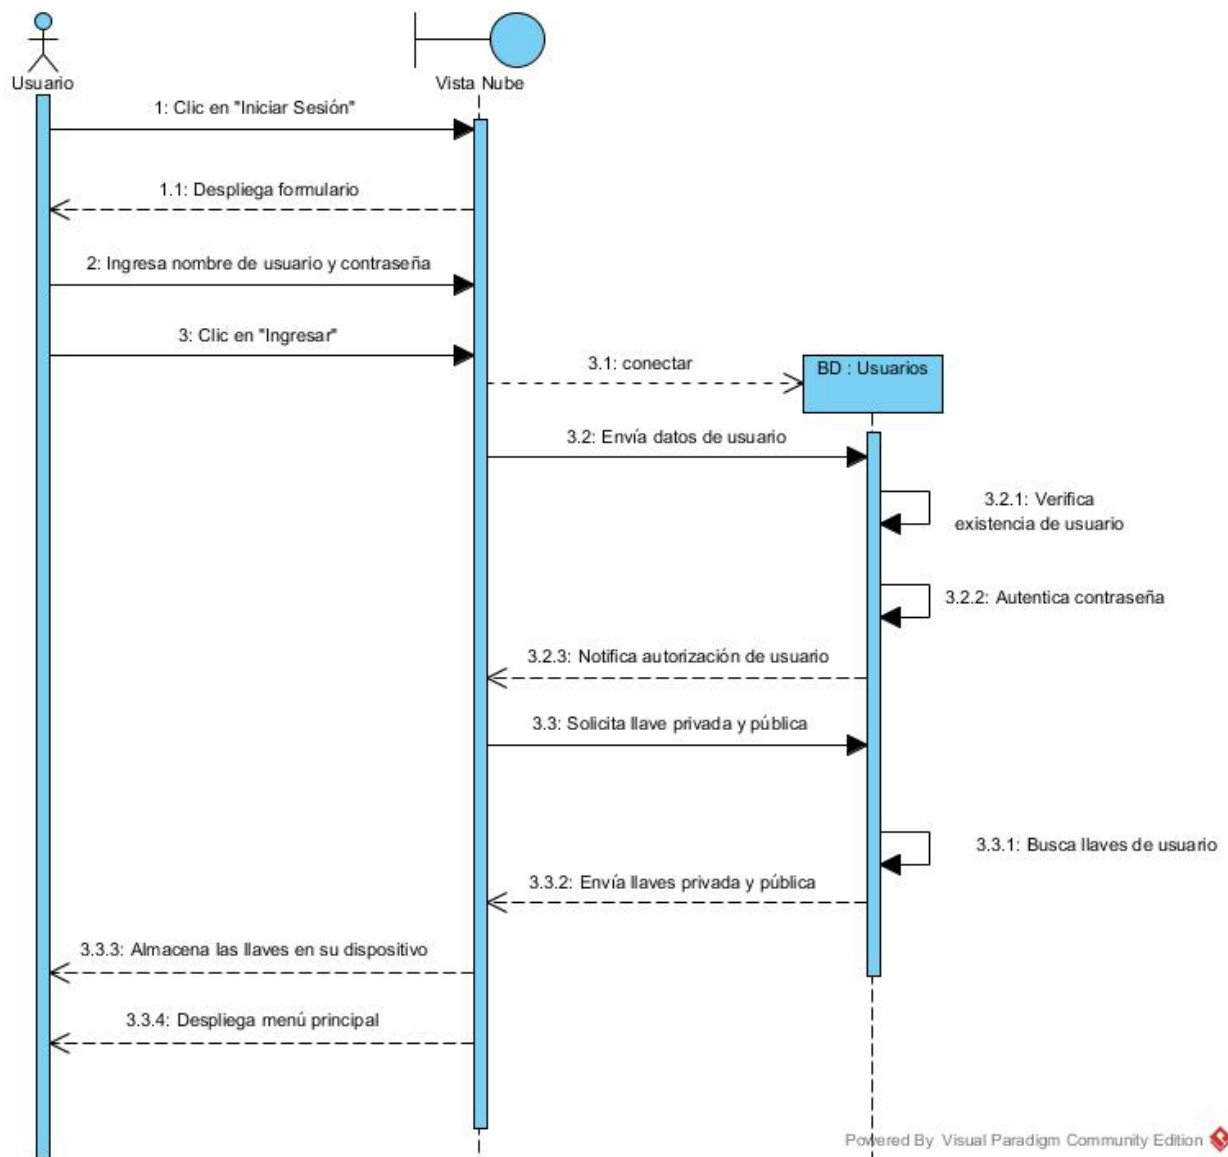 Usuario
Vista Nube
1: Clic en "Iniciar Sesión"
1.1: Despliega formulario
2: Ingresa nombre de usuario y contraseña
3: Clic en "Ingresar"
3.1: conectar
BD : Usuarios
3.2: Envía datos de usuario
3.2.1: Verifica
existencia de usuario
3.2.2: Autentica contraseña
3.2.3: Notifica autorización de usuario
3.3: Solicita llave privada y pública
3.3.1: Busca llaves de usuario
3.3.2: Envía llaves privada y pública
3.3.3: Almacena las llaves en su dispositivo
3.3.4: Despliega menú principal
Powered By Visual Paradigm Community Edition